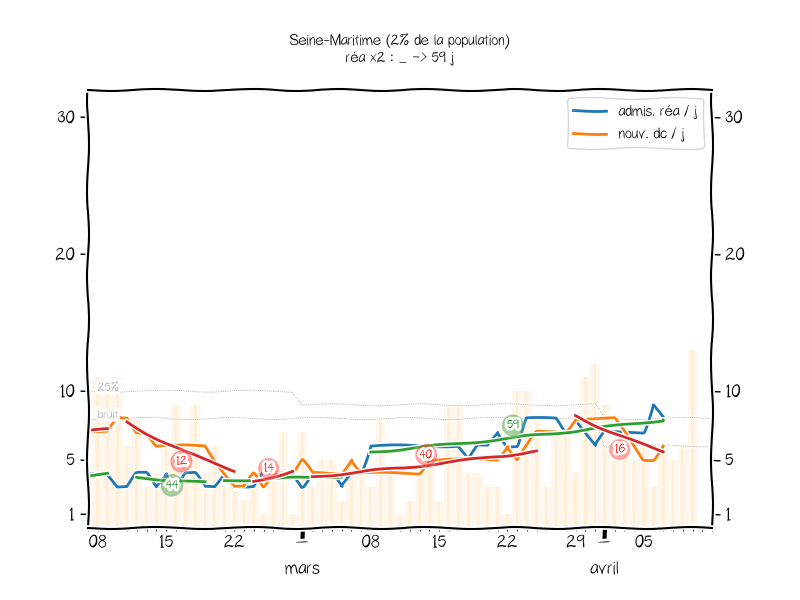 Seine-Maritime (2% de la population)
réa x2 : _ -> 59 j
admis. réa / j
nouv. dc / j
30
30
20
20
10
10
5
5
1
1
25%
bruit
12
44
14
40
59
16
08 15 22 1 08 15 22 29 1 05
mars avril